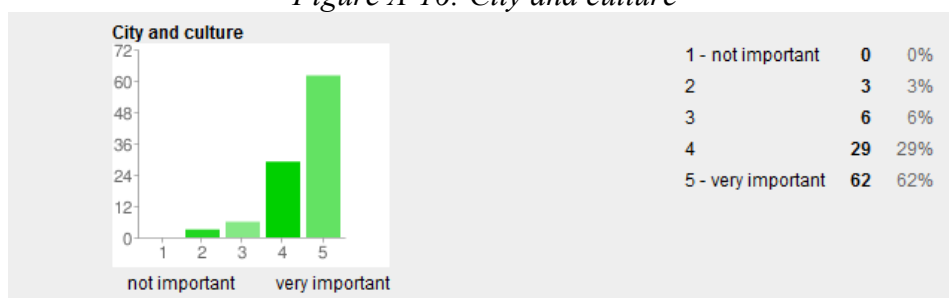 Figure A-16: City and culture
City and culture
72
60
48
36
24
12
0
1 2 3 4 5
not important very important
1 - not important 0 0%
2 3 3%
3 6 6%
4 29 29%
5 - very important 62 62%